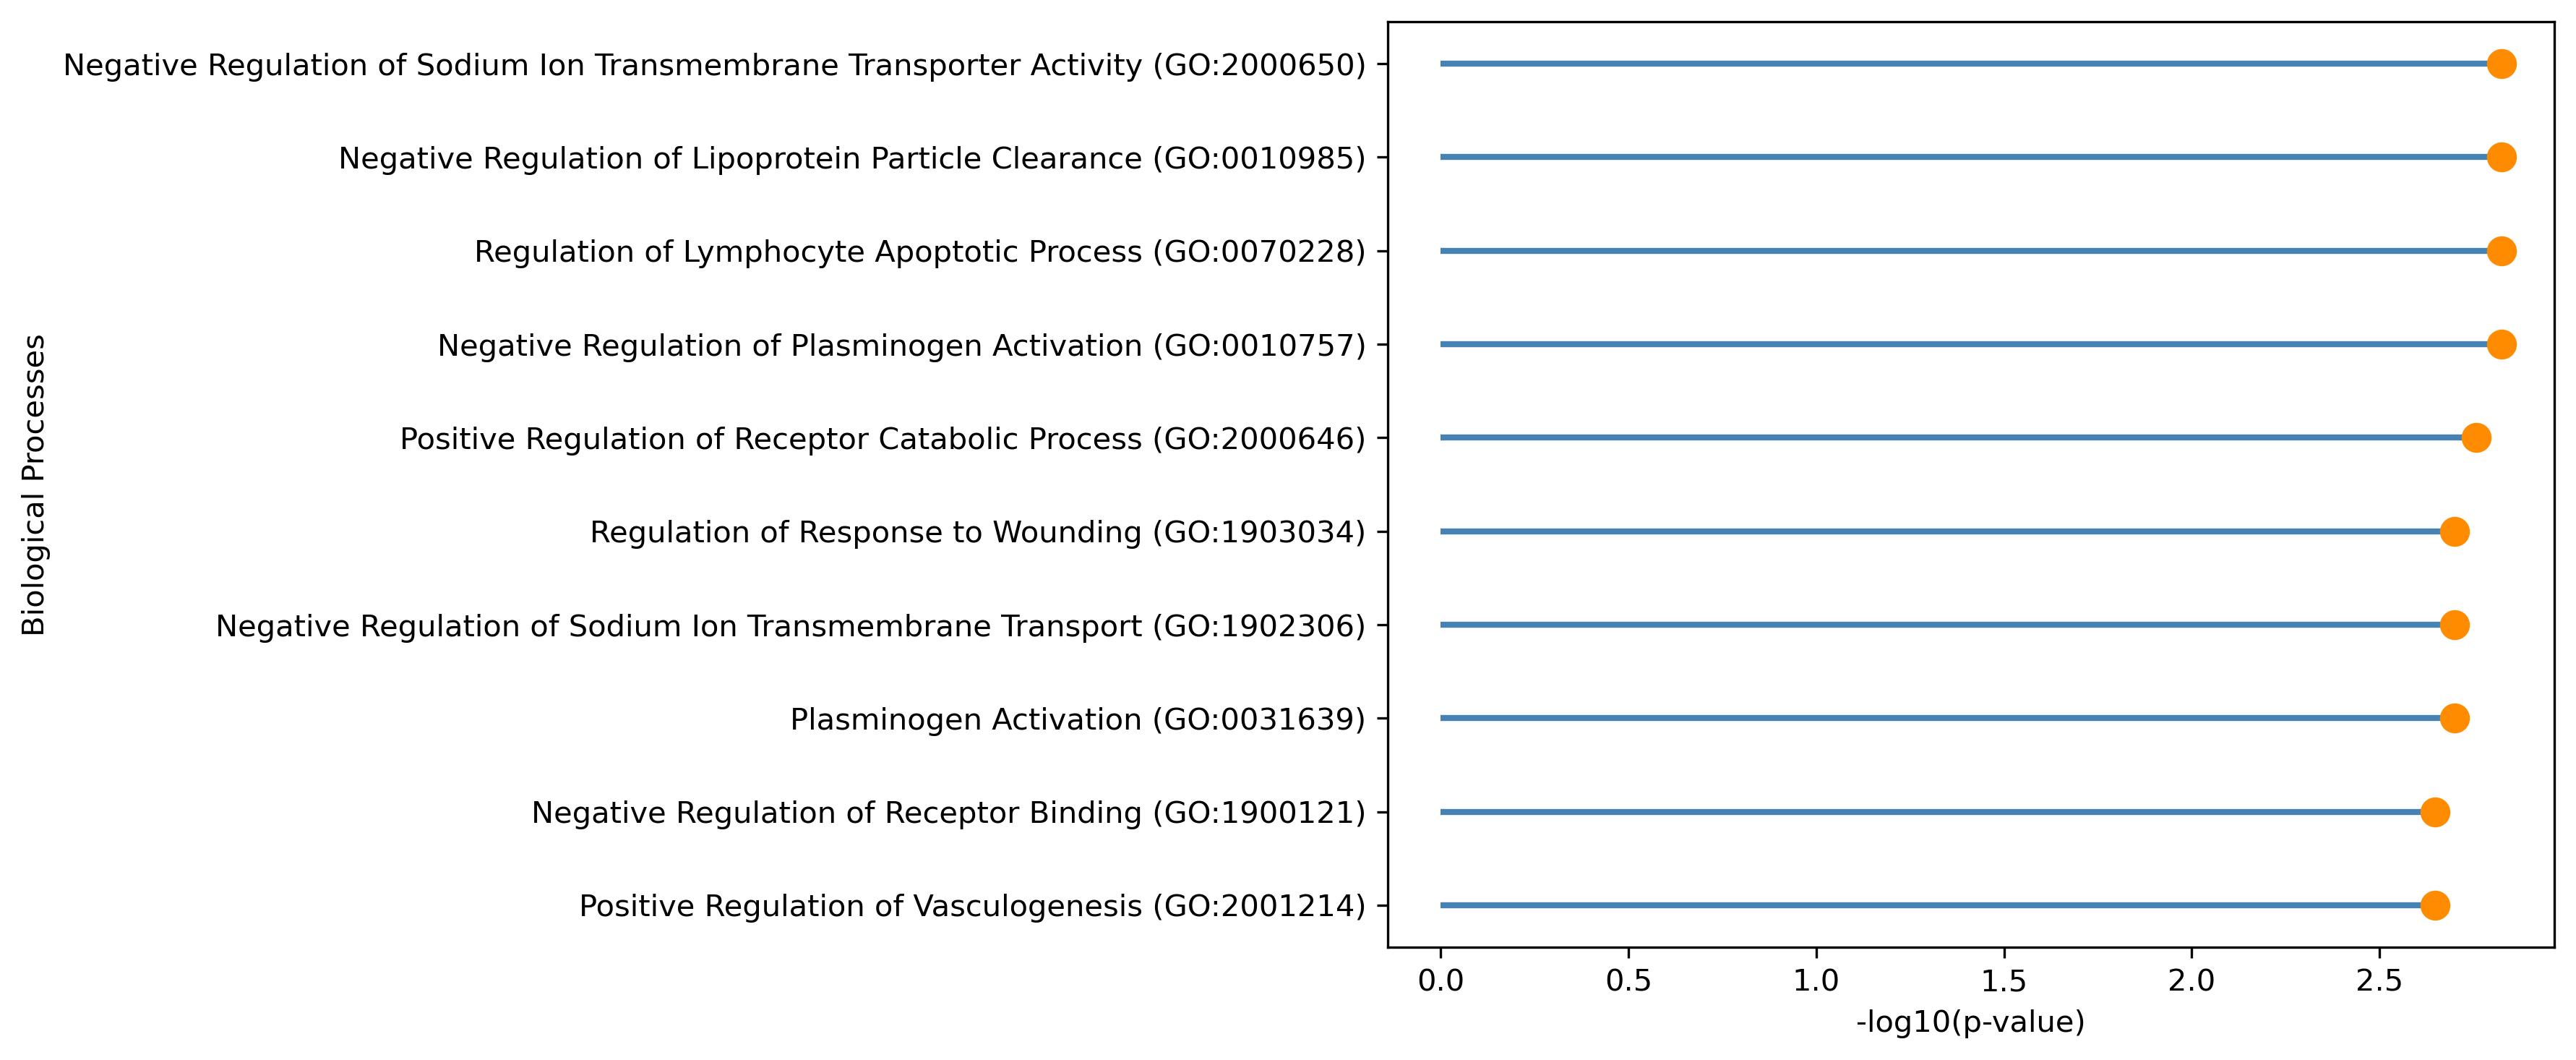 Biological Processes
Negative Regulation of Sodium Ion Transmembrane Transporter Activity (GO:2000650)
Negative Regulation of Lipoprotein Particle Clearance (GO:0010985)
Regulation of Lymphocyte Apoptotic Process (GO:0070228)
Negative Regulation of Plasminogen Activation (GO:0010757)
Positive Regulation of Receptor Catabolic Process (GO:2000646)
Regulation of Response to Wounding (GO:1903034)
Negative Regulation of Sodium Ion Transmembrane Transport (GO:1902306)
Plasminogen Activation (GO:0031639)
Negative Regulation of Receptor Binding (GO:1900121)
Positive Regulation of Vasculogenesis (GO:2001214)
0.0 0.5 1.0 1.5 2.0 2.5
-log10(p-value)